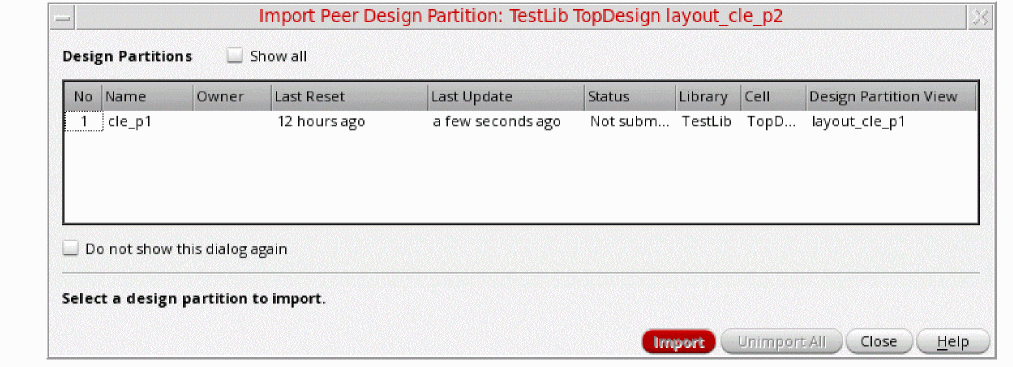 Import Peer Design Partition: TestLib TopDesign layout_cle_p2
Design Partitions Show all
No Name Owner Last Reset Last Update Status Library Cell Design Partition View
1 cle_p1 12 hours ago a few seconds ago Not subm... TestLib TopD... layout_cle_p1
Do not show this dialog again
Select a design partition to import.
Import Unimport All Close Help